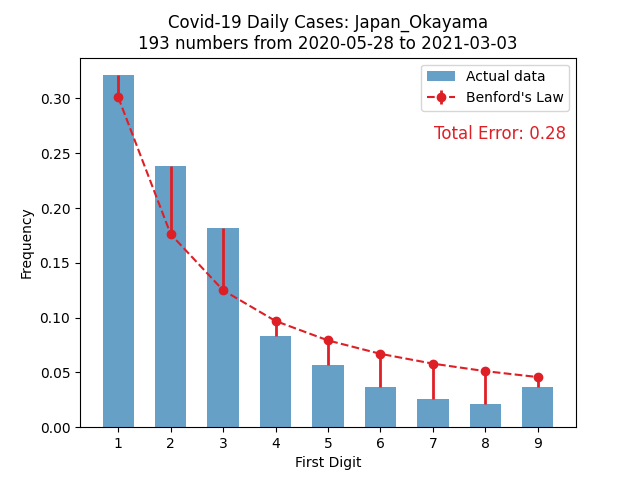 Covid-19 Daily Cases: Japan_Okayama
193 numbers from 2020-05-28 to 2021-03-03
Actual data
Benford's Law
Total Error: 0.28
Frequency
0.30
0.25
0.20
0.15
0.10
0.05
0.00
1 2 3 4 5 6 7 8 9
First Digit